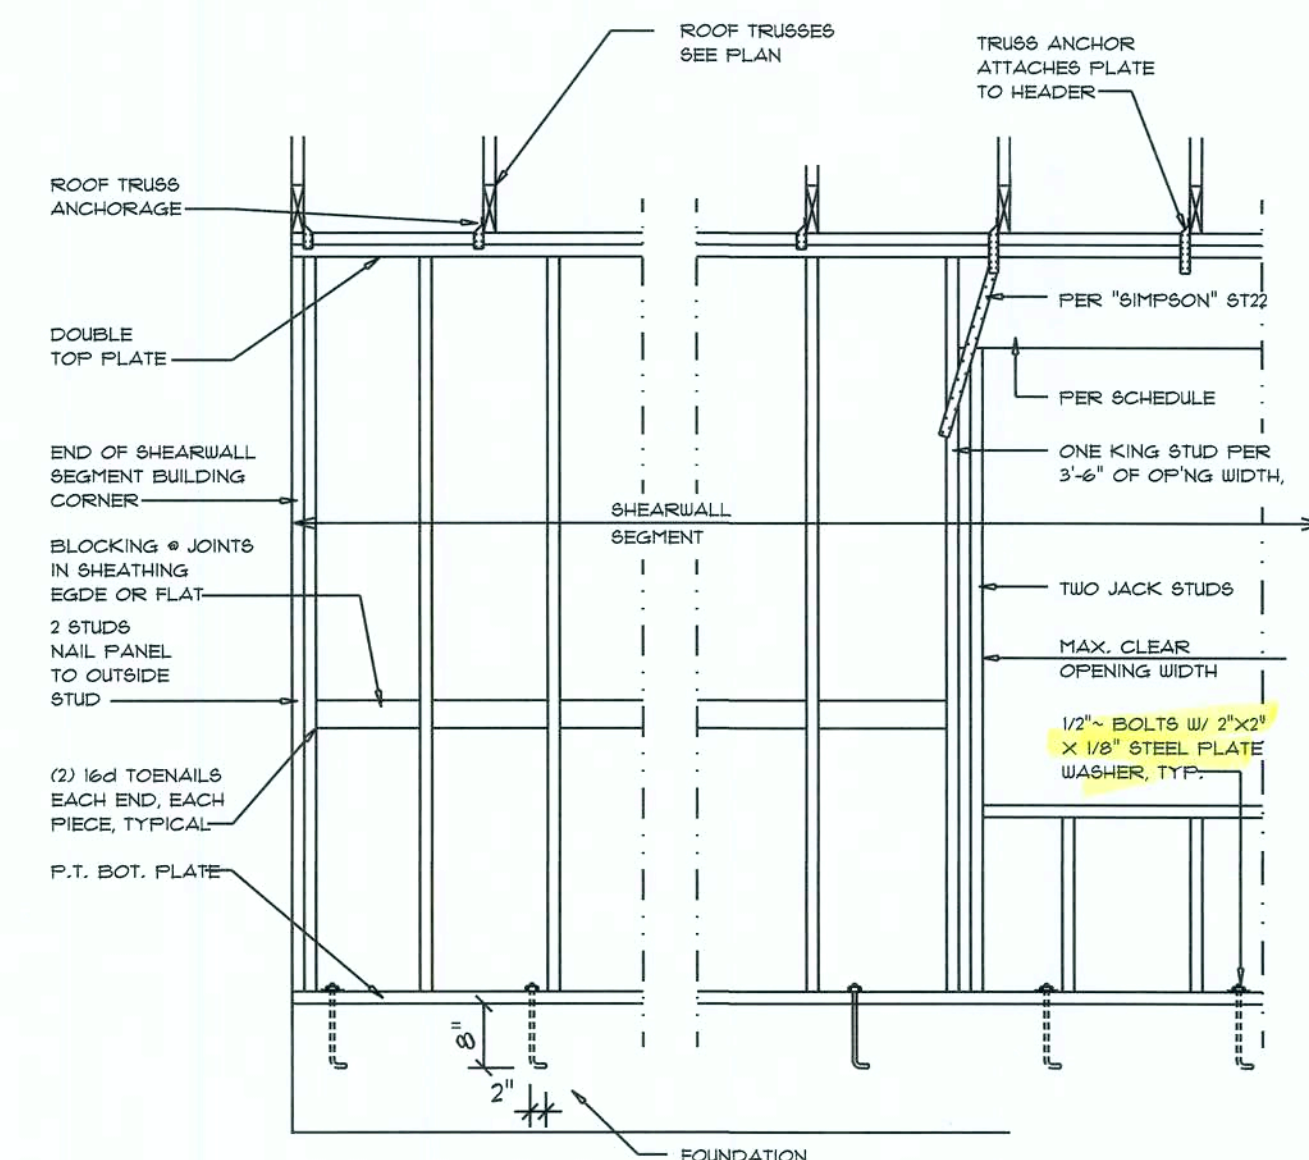 ROOF TRUSSES
SEE PLAN
TRUSS ANCHOR
ATTACHES PLATE
TO HEADER
ROOF TRUSS
ANCHORAGE
PER "SIMPSON" ST22
DOUBLE
TOP PLATE
PER SCHEDULE
END OF SHEARWALL
SEGMENT BUILDING
CORNER
ONE KING STUD PER
3'-6" OF OP'NG WIDTH,
SHEARWALL
SEGMENT
BLOCKING @ JOINTS
IN SHEATHING
EGDE OR FLAT
TWO JACK STUDS
2 STUDS
NAIL PANEL
TO OUTSIDE
STUD
MAX. CLEAR
OPENING WIDTH
1/2"~ BOLTS W/ 2"X2"
X 1/8" STEEL PLATE
WASHER, TYP.
(2) 16d TOENAILS
EACH END, EACH
PIECE, TYPICAL
P.T. BOT. PLATE
8"
2"
FOUNDATION